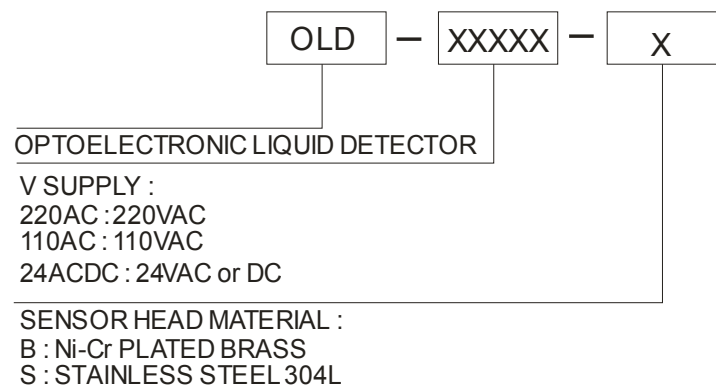 OLD – XXXXX – X
OPTOELECTRONIC LIQUID DETECTOR
V SUPPLY :
220AC : 220VAC
110AC : 110VAC
24ACDC : 24VAC or DC
SENSOR HEAD MATERIAL :
B : Ni-Cr PLATED BRASS
S : STAINLESS STEEL 304L